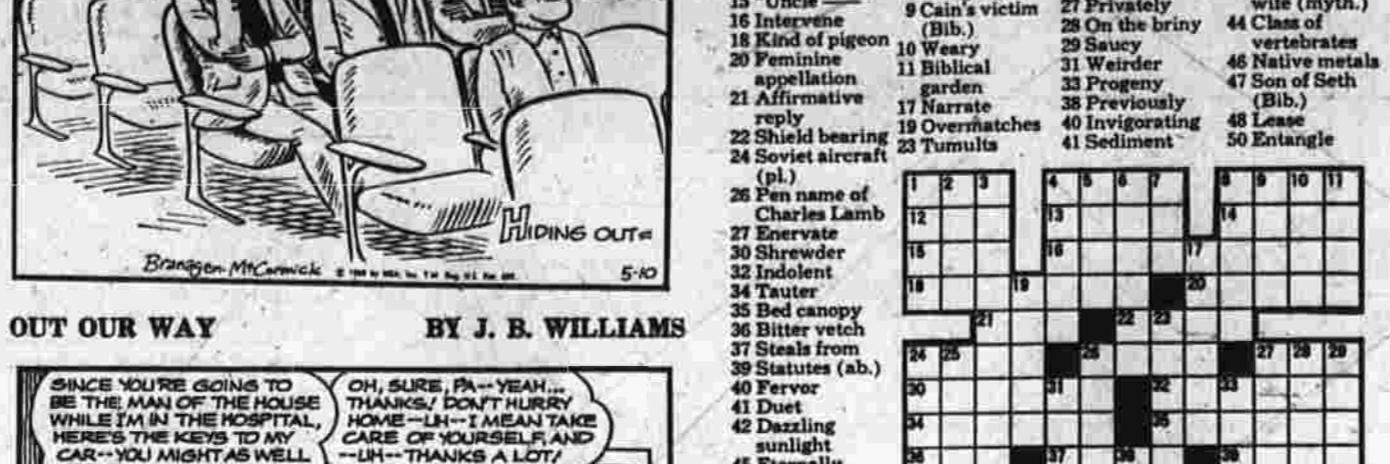 HIDING OUT=
Branagen-McCormick
5-10
OUT OUR WAY
BY J. B. WILLIAMS
SINCE YOU'RE GOING TO
BE THE MAN OF THE HOUSE
WHILE I'M IN THE HOSPITAL,
HERE'S THE KEYS TO MY
CAR--YOU MIGHT AS WELL
OH, SURE, PA--YEAH...
THANKS! DON'T HURRY
HOME--UH--I MEAN TAKE
CARE OF YOURSELF, AND
--UH--THANKS A LOT!
15 "Uncle ——
16 Intervene
18 Kind of pigeon
20 Feminine
appellation
21 Affirmative
reply
22 Shield bearing
24 Soviet aircraft
(pl.)
26 Pen name of
Charles Lamb
27 Enervate
30 Shrewder
32 Indolent
34 Tauter
35 Bed canopy
36 Bitter vetch
37 Steals from
39 Statutes (ab.)
40 Fervor
41 Duet
42 Dazzling
sunlight
45 Eternally
9 Cain's victim
(Bib.)
10 Weary
11 Biblical
garden
17 Narrate
19 Overmatches
23 Tumults
27 Privately
28 On the briny
29 Saucy
31 Weirder
33 Progeny
38 Previously
40 Invigorating
41 Sediment
wife (myth.)
44 Class of
vertebrates
46 Native metals
47 Son of Seth
(Bib.)
48 Lease
50 Entangle
1 2 3 4 5 6 7 8 9 10 11
12 13 14
15 16 17
18 19 20
21 22 23
24 25 26 27 28 29
30 31 32 33
34 35
36 37 38 39